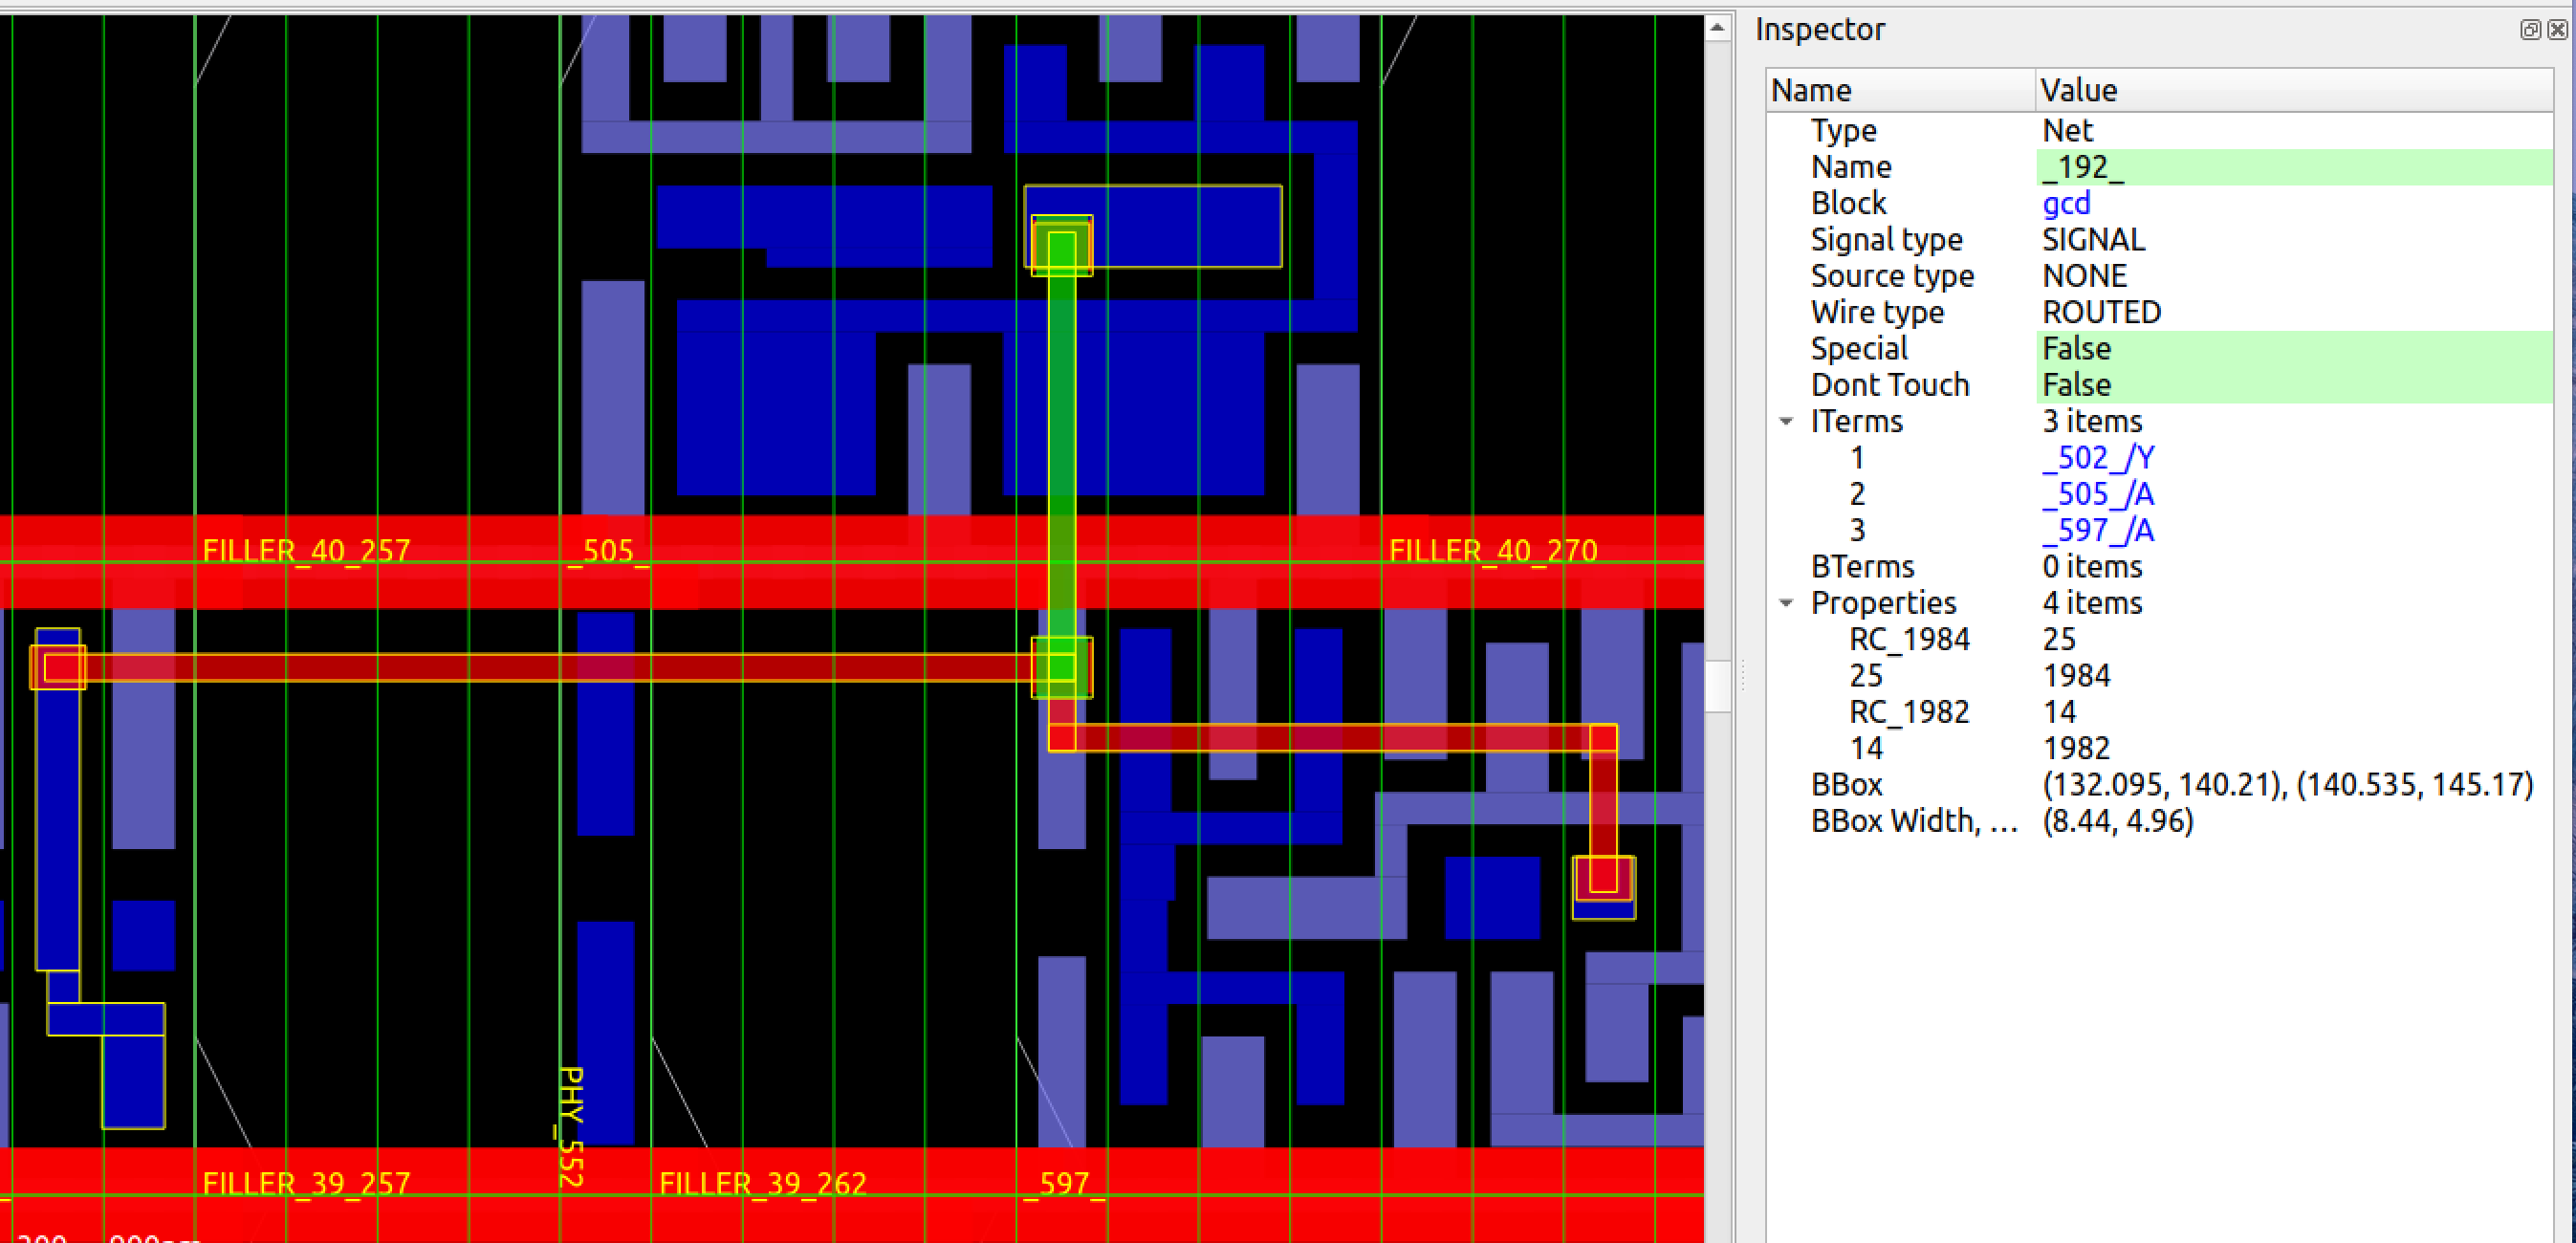 Inspector
Name Value
Type Net
Name _192_
Block gcd
Signal type SIGNAL
Source type NONE
Wire type ROUTED
Special False
Dont Touch False
ITerms 3 items
1 _502_/Y
2 _505_/A
3 _597_/A
BTerms 0 items
Properties 4 items
RC_1984 25
25 1984
RC_1982 14
14 1982
BBox (132.095, 140.21), (140.535, 145.17)
BBox Width, ... (8.44, 4.96)
FILLER_40_257 _505_ FILLER_40_270
PHY_552
FILLER_39_257 FILLER_39_262 _597_